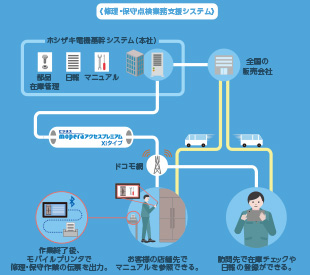 《修理・保守点検業務支援システム》
ホシザキ電機基幹システム（本社）
部品
在庫管理
日報
マニュアル
全国の
販売会社
ビジネス
moperaアクセスプレミアム
Xiタイプ
ドコモ網
作業終了後、
モバイルプリンタで
修理・保守作業の伝票を出力。
お客様の店舗先で
マニュアルを参照できる。
訪問先で在庫チェックや
日報の登録ができる。